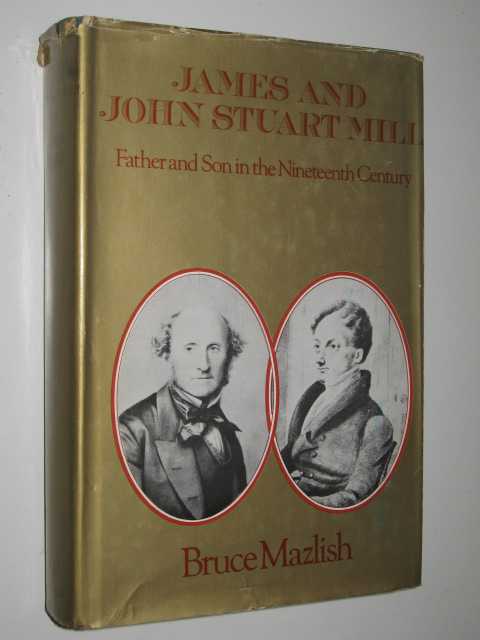 JAMES AND
JOHN STUART MILL
Father and Son in the Nineteenth Century
Bruce Mazlish